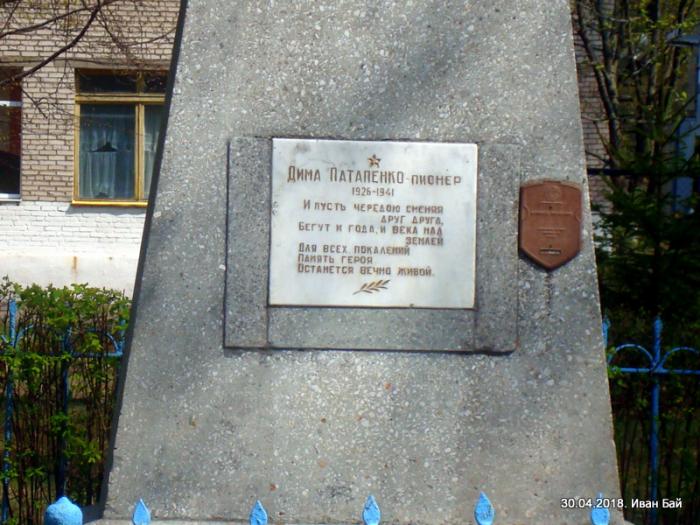 Дима Патапенко-пионер
1926-1941
И пусть чередою сменяя
друг друга,
Бегут и года, и века над
землей
Для всех покалений
Память героя
Останется вечно живой.
30.04.2018. Иван Бай